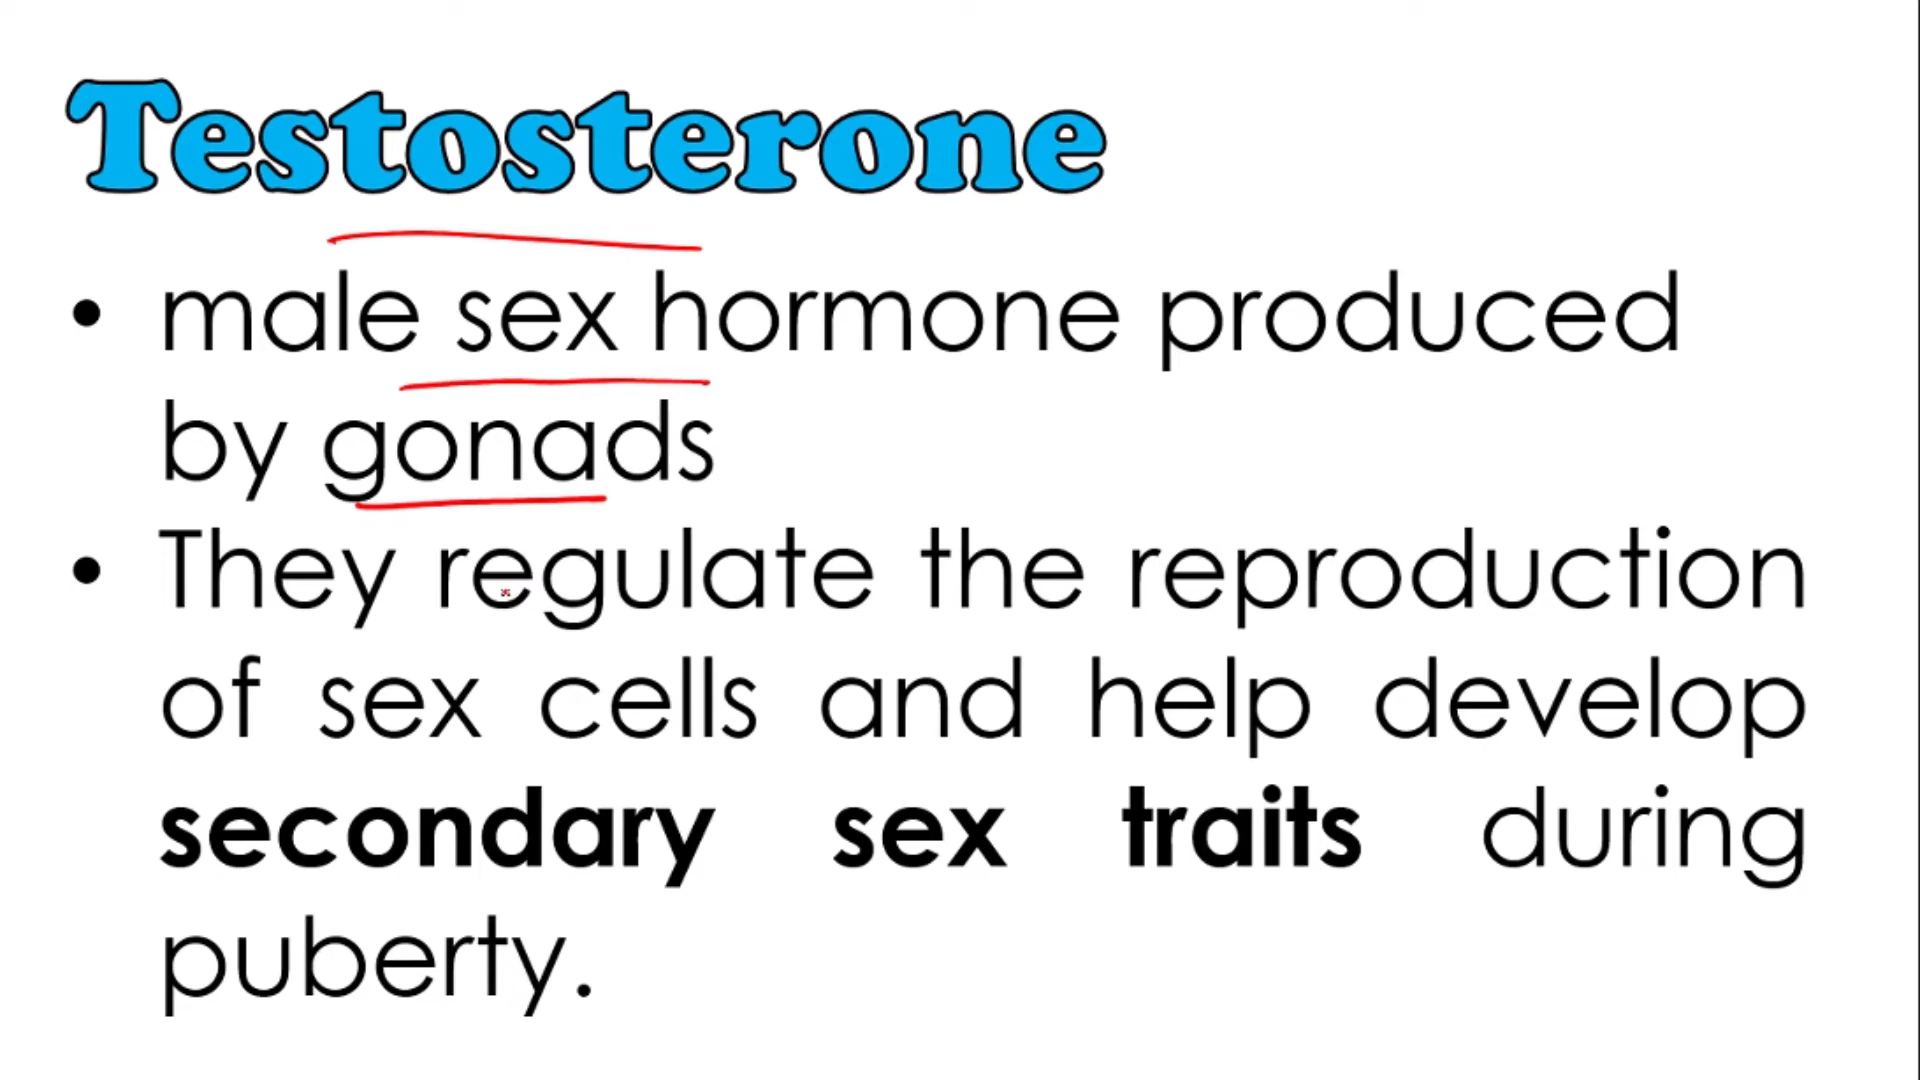 Testosterone
• male sex hormone produced
by gonads
• They regulate the reproduction
of sex cells and help develop
secondary sex traits during
puberty.